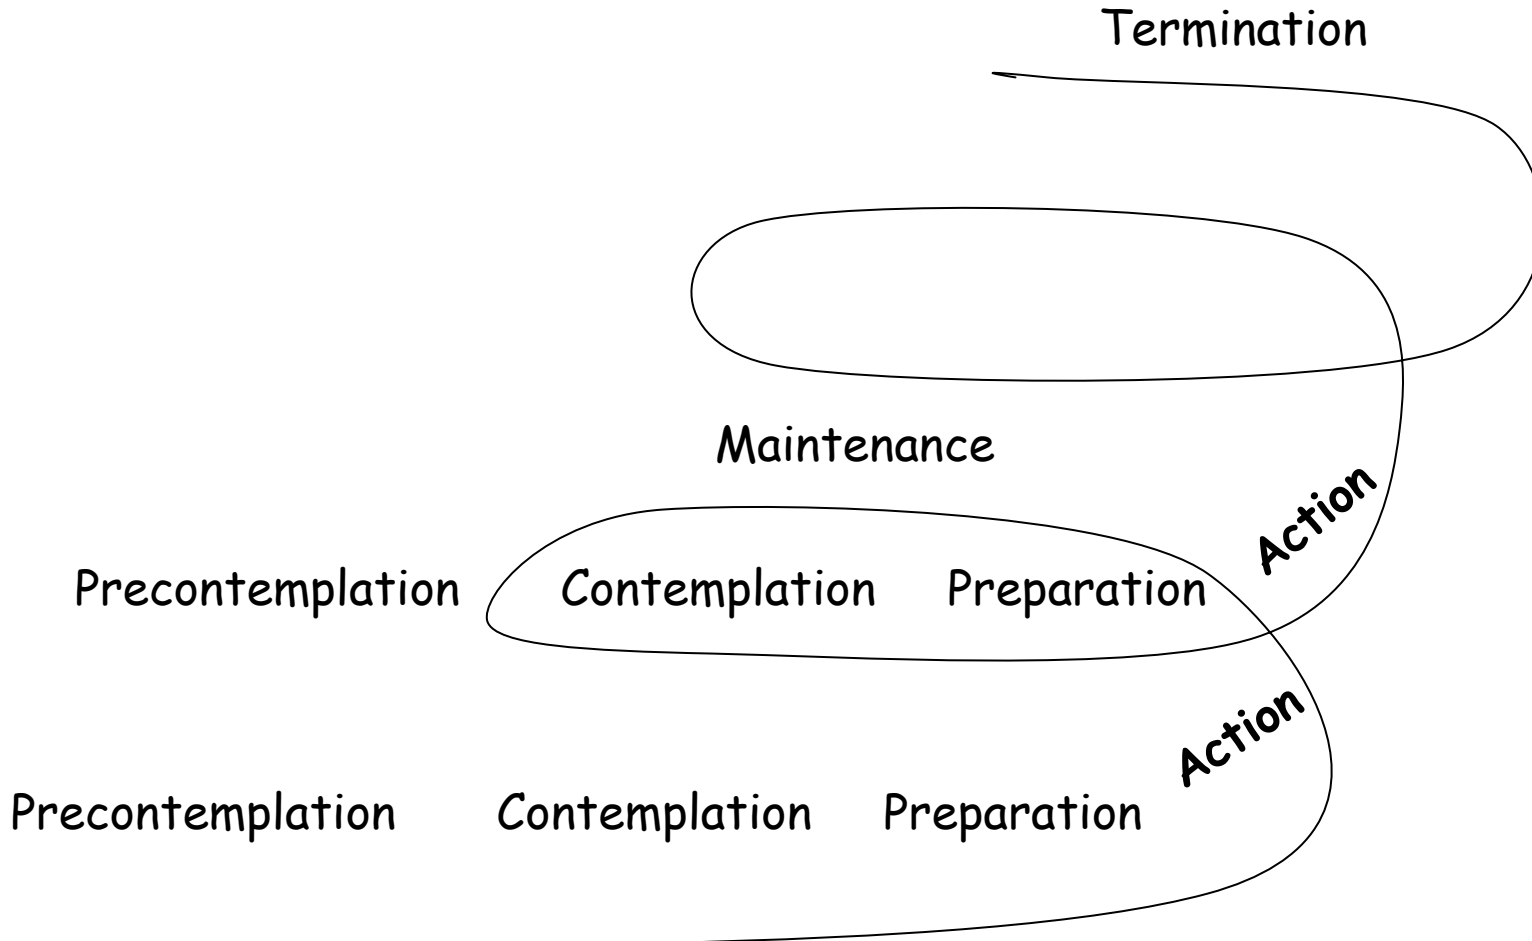 Termination
Maintenance
Action
Precontemplation Contemplation Preparation
Action
Precontemplation Contemplation Preparation